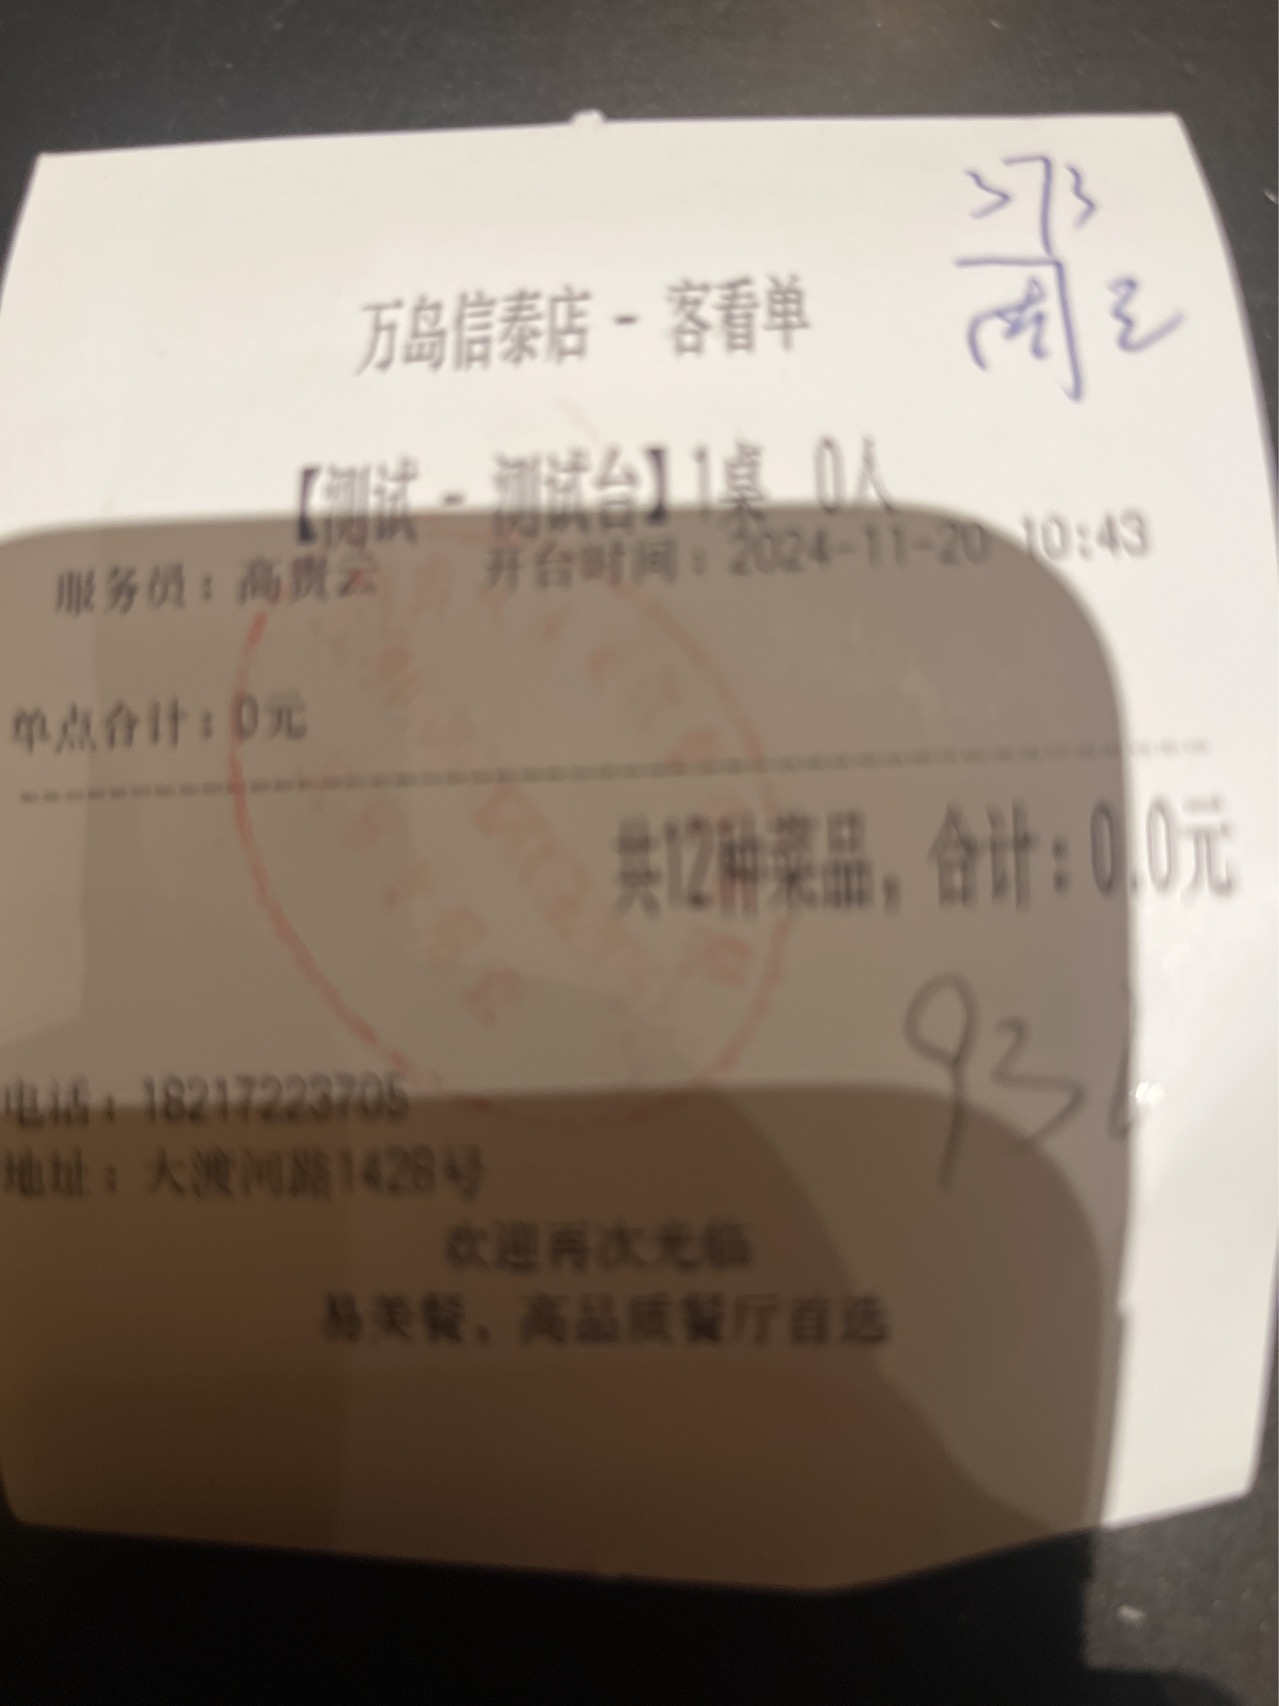 373
万岛信泰店 - 客看单
【测试 - 测试台】1桌 0人
服务员：高贵云 开台时间：2024-11-20 10:43
单点合计：0元
共12种菜品，合计：0.0元
93
电话：18217223705
地址：大渡河路1428号
欢迎再次光临
易美餐、高品质餐厅首选